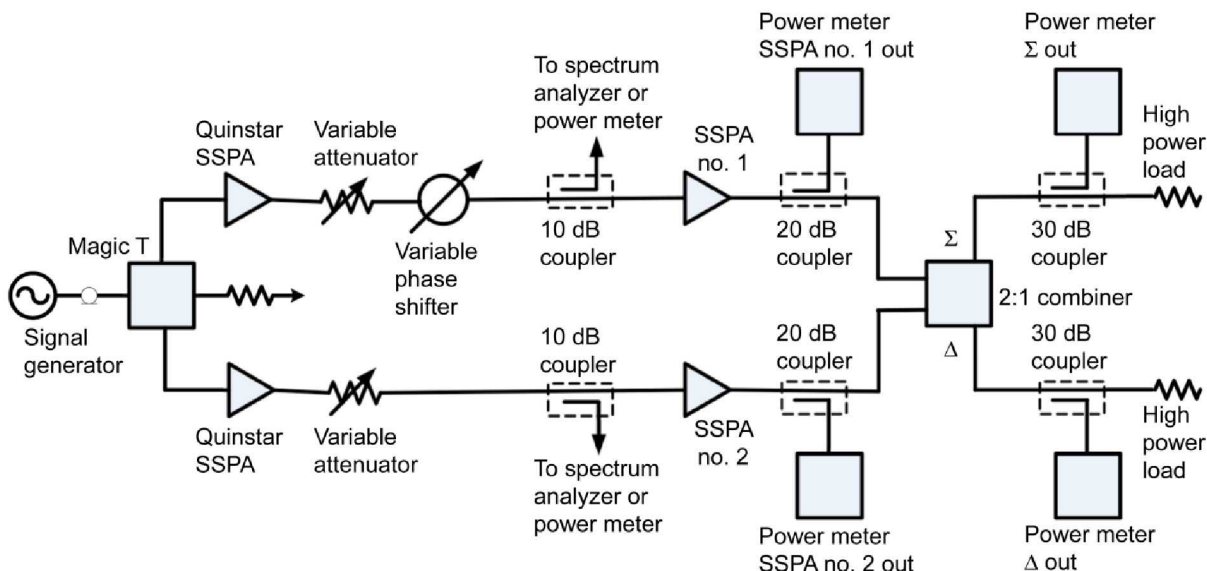 Power meter
SSPA no. 1 out
Power meter
Σ out
To spectrum
analyzer or
power meter
High
power
load
Quinstar
SSPA
Variable
attenuator
SSPA
no. 1
Magic T
Variable
phase
shifter
10 dB
coupler
20 dB
coupler
30 dB
coupler
Σ
2:1 combiner
Δ
Signal
generator
10 dB
coupler
20 dB
coupler
30 dB
coupler
Quinstar
SSPA
Variable
attenuator
SSPA
no. 2
High
power
load
To spectrum
analyzer or
power meter
Power meter
SSPA no. 2 out
Power meter
Δ out